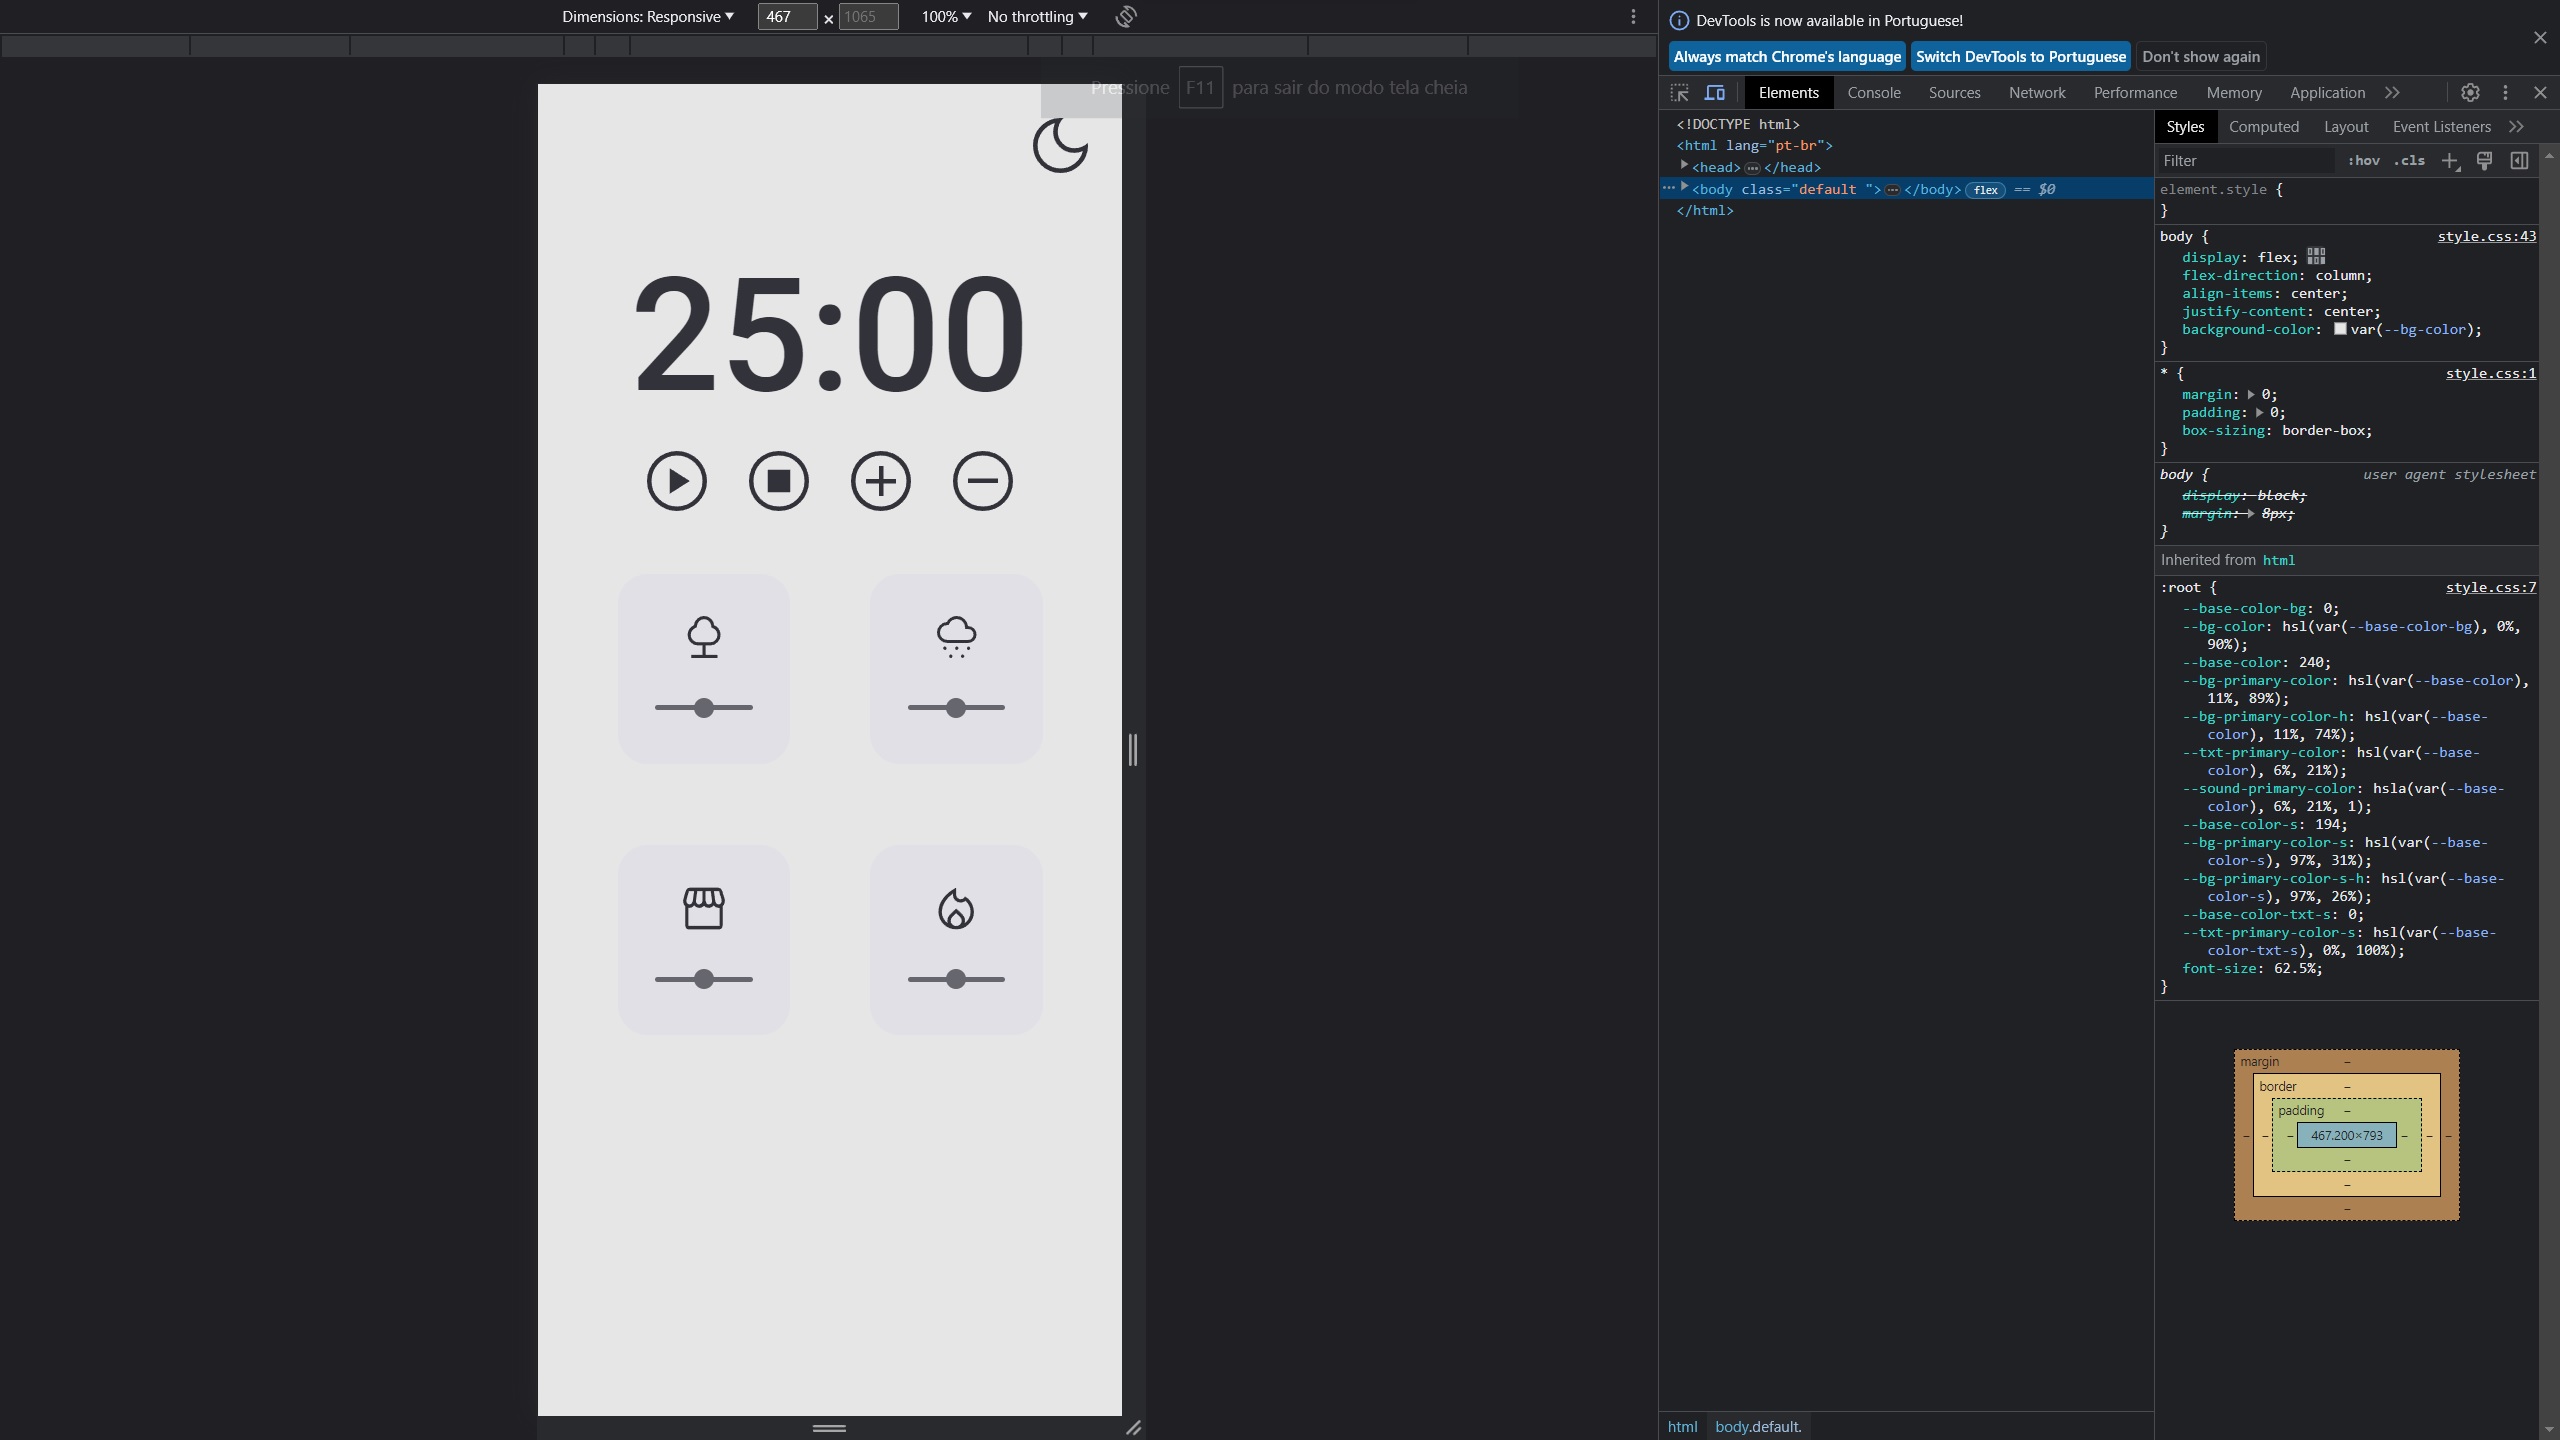 Dimensions: Responsive 467 × 1065 100% No throttling
Pressione F11 para sair do modo tela cheia
25:00
DevTools is now available in Portuguese!
Always match Chrome's language Switch DevTools to Portuguese Don't show again
Elements Console Sources Network Performance Memory Application
<!DOCTYPE html>
<html lang="pt-br">
<head>…</head>
<body class="default ">…</body> flex == $0
</html>
html body.default.
Styles Computed Layout Event Listeners
Filter :hov .cls
element.style {
}
body { style.css:43
display: flex;
flex-direction: column;
align-items: center;
justify-content: center;
background-color: var(--bg-color);
}
* { style.css:1
margin: 0;
padding: 0;
box-sizing: border-box;
}
body { user agent stylesheet
display: block;
margin: 8px;
}
Inherited from html
:root { style.css:7
--base-color-bg: 0;
--bg-color: hsl(var(--base-color-bg), 0%,
90%);
--base-color: 240;
--bg-primary-color: hsl(var(--base-color),
11%, 89%);
--bg-primary-color-h: hsl(var(--base-
color), 11%, 74%);
--txt-primary-color: hsl(var(--base-
color), 6%, 21%);
--sound-primary-color: hsla(var(--base-
color), 6%, 21%, 1);
--base-color-s: 194;
--bg-primary-color-s: hsl(var(--base-
color-s), 97%, 31%);
--bg-primary-color-s-h: hsl(var(--base-
color-s), 97%, 26%);
--base-color-txt-s: 0;
--txt-primary-color-s: hsl(var(--base-
color-txt-s), 0%, 100%);
font-size: 62.5%;
}
margin –
border –
padding –
– – – 467.200×793 – – –
–
–
–